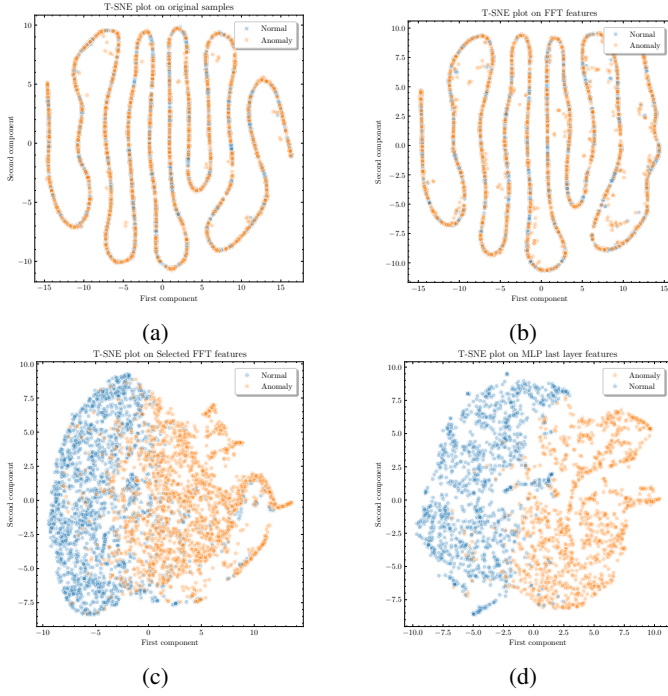 T-SNE plot on original samples
Normal
Anomaly
Second component
10
5
0
−5
−10
−15
−10
−5
0
5
10
15
First component
(a)
T-SNE plot on FFT features
Normal
Anomaly
Second component
10.0
7.5
5.0
2.5
0.0
−2.5
−5.0
−7.5
−10.0
−15
−10
−5
0
5
10
15
First component
(b)
T-SNE plot on Selected FFT features
Normal
Anomaly
Second component
10.0
7.5
5.0
2.5
0.0
−2.5
−5.0
−7.5
−10
−5
0
5
10
First component
(c)
T-SNE plot on MLP last layer features
Anomaly
Normal
Second component
10.0
7.5
5.0
2.5
0.0
−2.5
−5.0
−7.5
−10.0
−7.5
−5.0
−2.5
0.0
2.5
5.0
7.5
10.0
First component
(d)